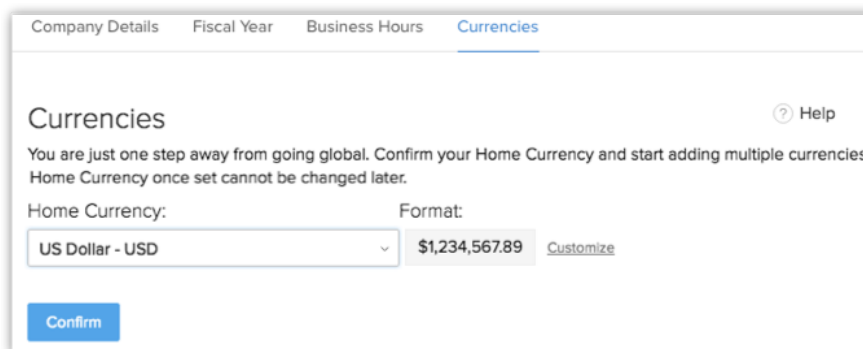 Company Details Fiscal Year Business Hours Currencies
Currencies
? Help
You are just one step away from going global. Confirm your Home Currency and start adding multiple currencies
Home Currency once set cannot be changed later.
Home Currency: Format:
US Dollar - USD $1,234,567.89 Customize
Confirm